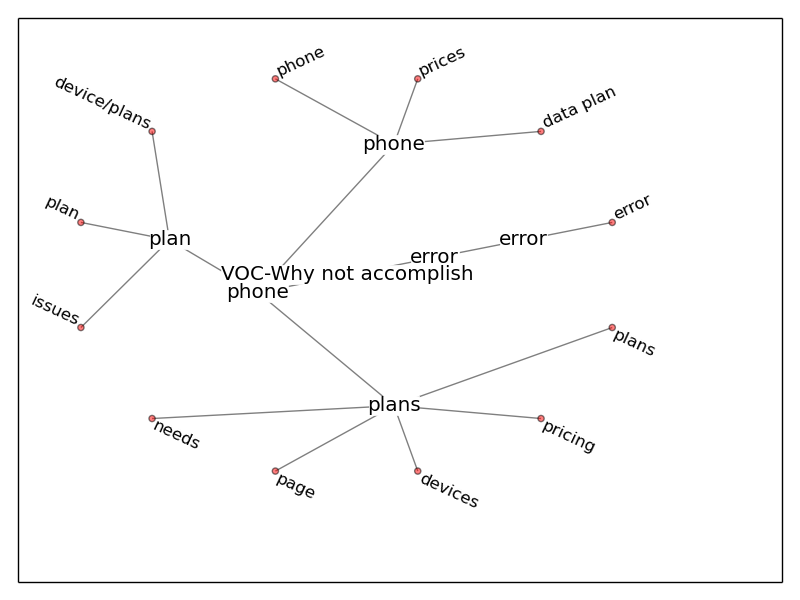 phone
prices
device/plans
data plan
phone
plan
error
plan
error
error
VOC-Why not accomplish
phone
issues
plans
plans
needs
pricing
page
devices